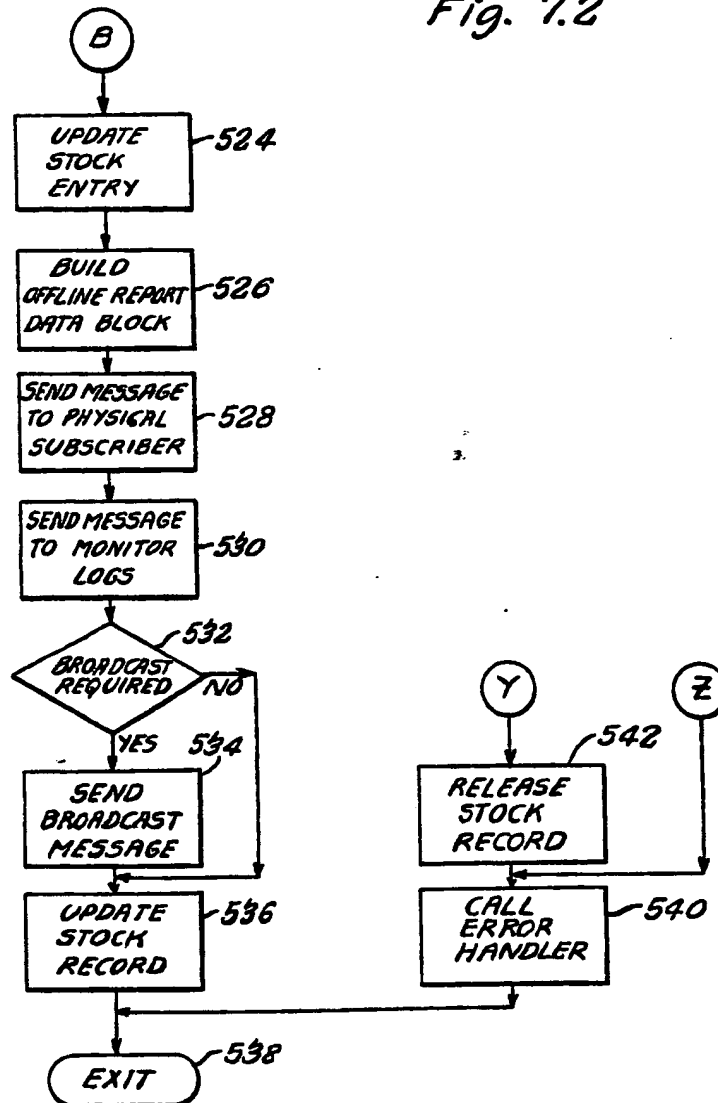 Fig. 7.2
B
UPDATE
STOCK
ENTRY
524
BUILD
OFFLINE REPORT
DATA BLOCK
526
SEND MESSAGE
TO PHYSICAL
SUBSCRIBER
528
SEND MESSAGE
TO MONITOR
LOGS
530
BROADCAST
REQUIRED
532
NO
YES
534
SEND
BROADCAST
MESSAGE
UPDATE
STOCK
RECORD
536
EXIT
538
Y
Z
RELEASE
STOCK
RECORD
542
CALL
ERROR
HANDLER
540